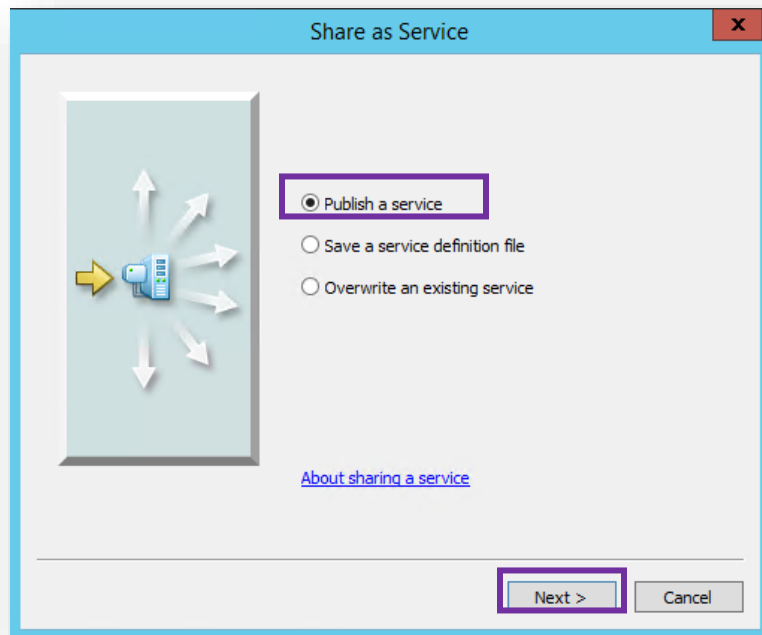 Share as Service
x
Publish a service
Save a service definition file
Overwrite an existing service
About sharing a service
Next >
Cancel